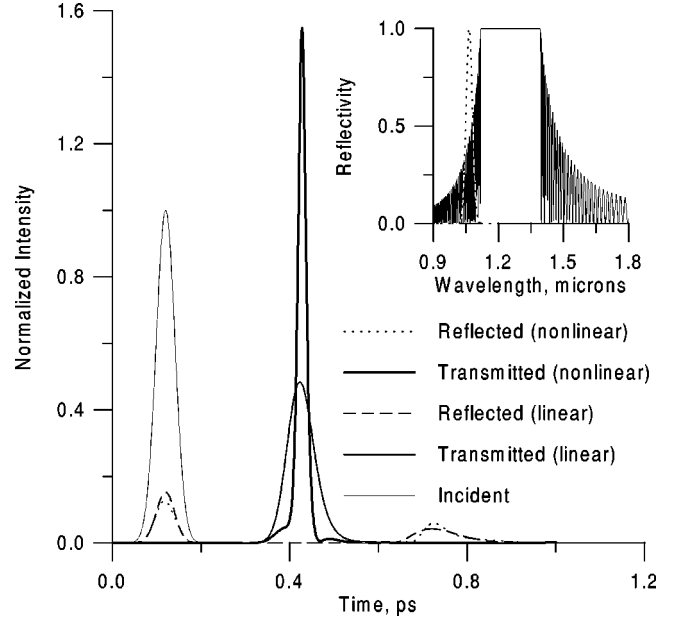 1.6
1.2
0.8
0.4
0.0
Normalized Intensity
0.0
0.4
0.8
1.2
Time, ps
1.0
0.5
0.0
Reflectivity
0.9
1.2
1.5
1.8
Wavelength, microns
Reflected (nonlinear)
Transmitted (nonlinear)
Reflected (linear)
Transmitted (linear)
Incident